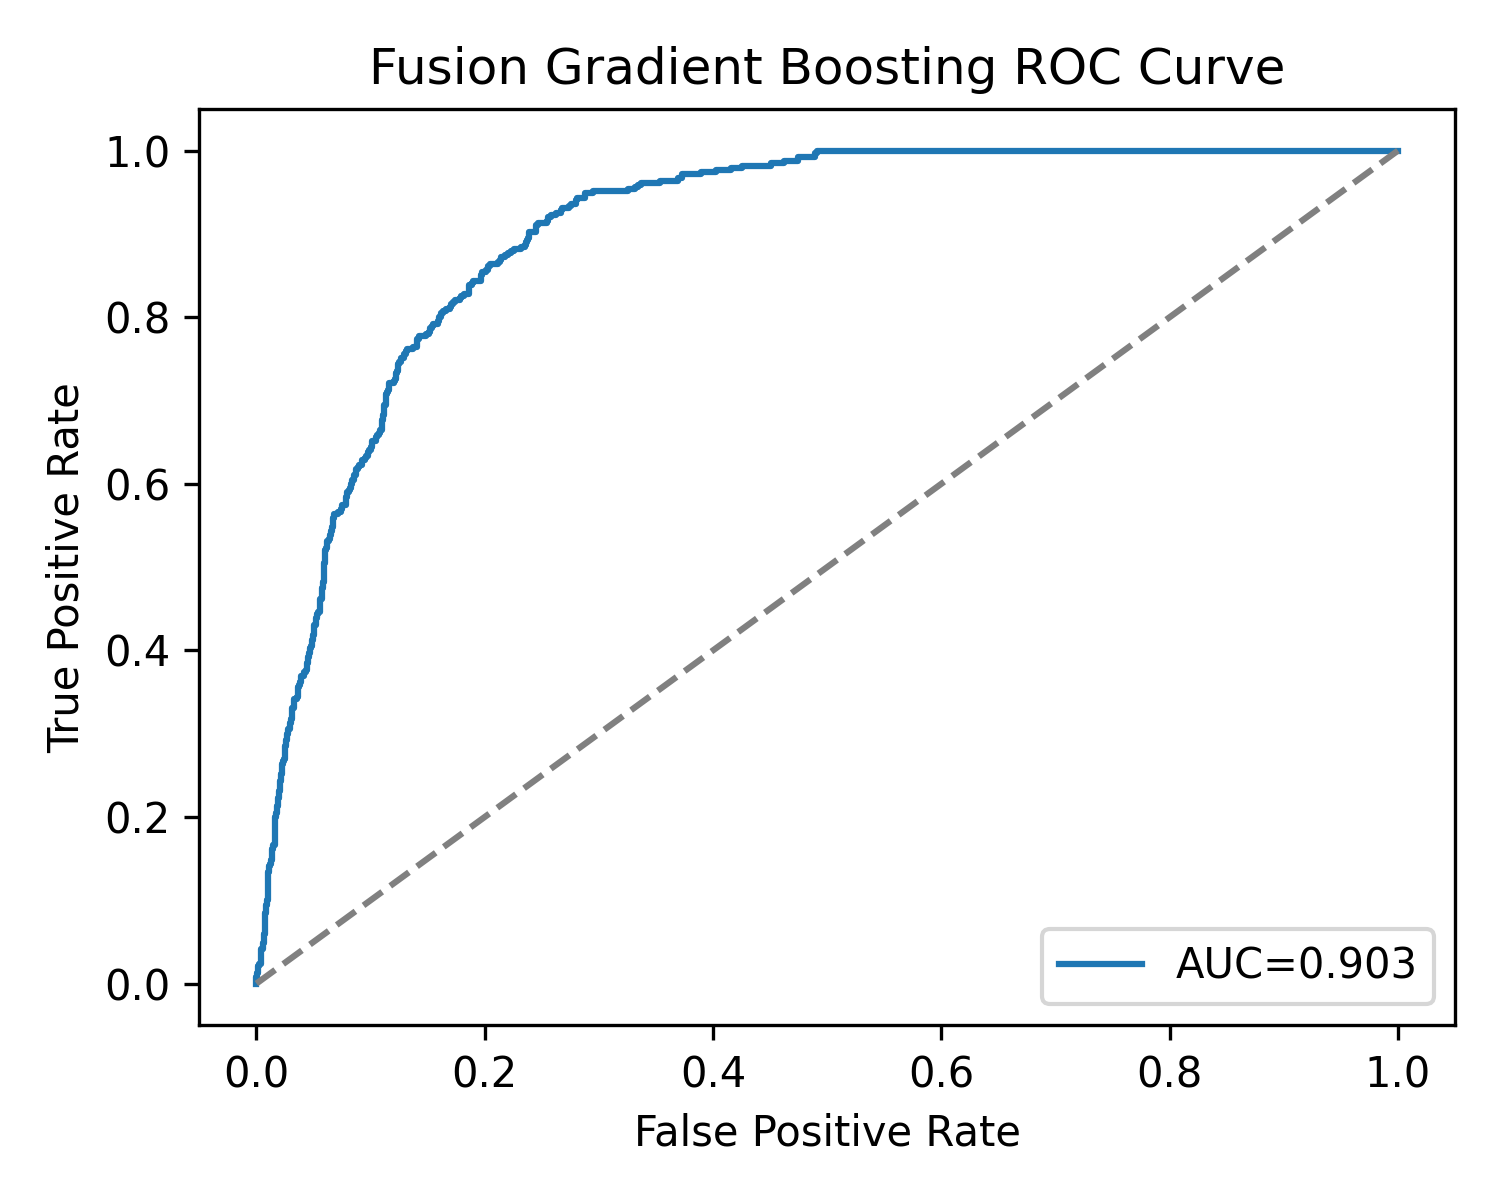 Fusion Gradient Boosting ROC Curve
1.0
0.8
0.6
0.4
0.2
0.0
True Positive Rate
AUC=0.903
0.0 0.2 0.4 0.6 0.8 1.0
False Positive Rate